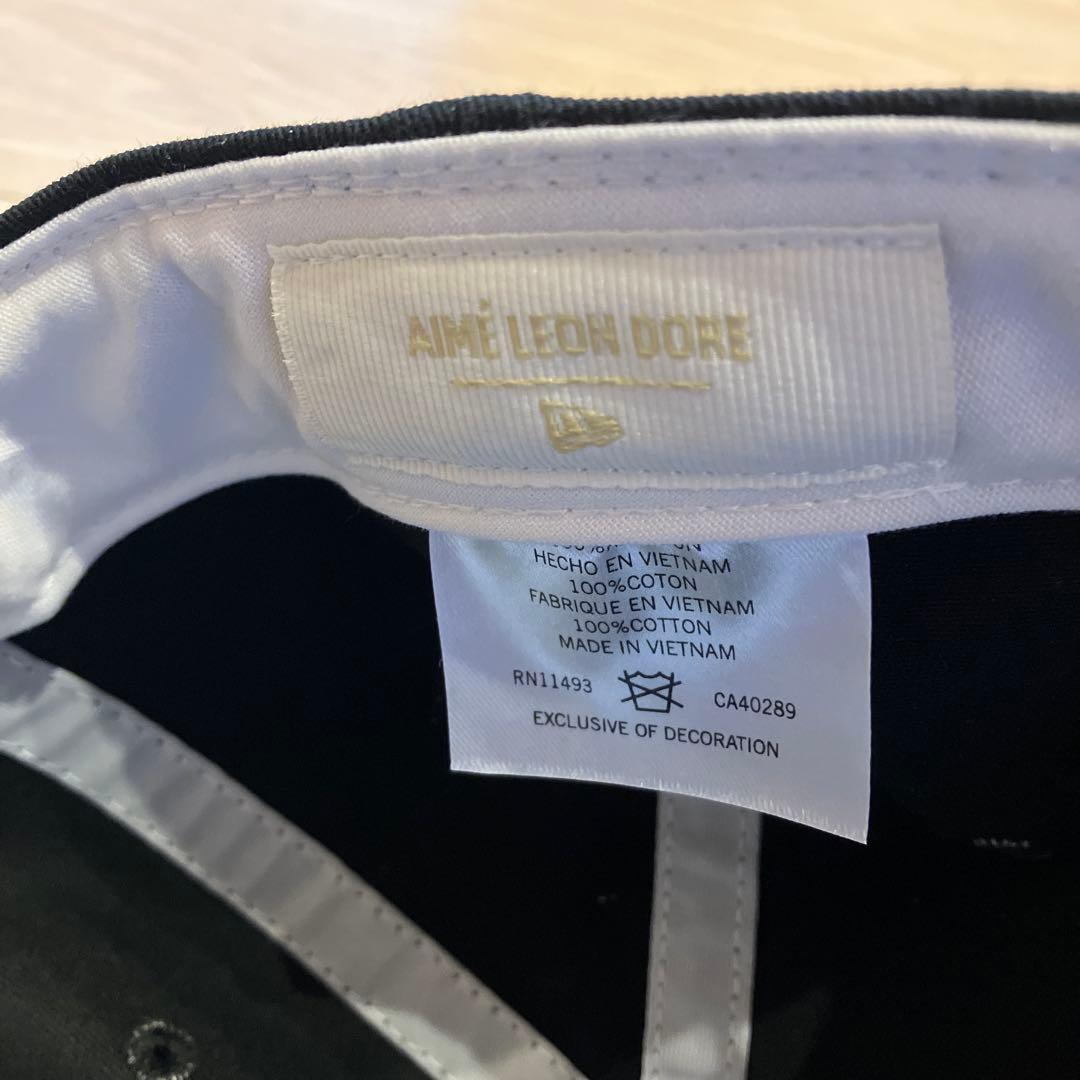 AIMÉ LEON DORE
HECHO EN VIETNAM
100%COTON
FABRIQUE EN VIETNAM
100%COTTON
MADE IN VIETNAM
RN11493
CA40289
EXCLUSIVE OF DECORATION